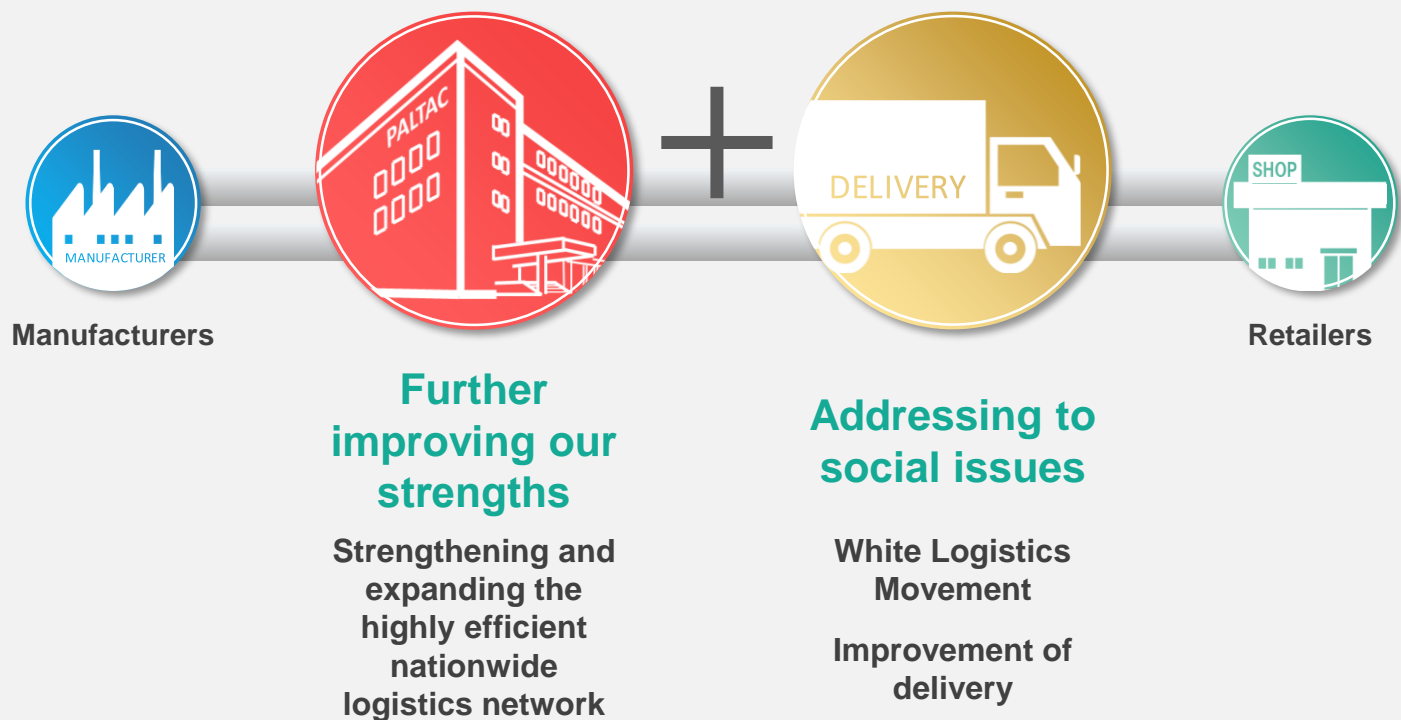 PALTAC
DELIVERY
SHOP
MANUFACTURER
Manufacturers
Retailers
Further
improving our
strengths
Strengthening and
expanding the
highly efficient
nationwide
logistics network
Addressing to
social issues
White Logistics
Movement
Improvement of
delivery